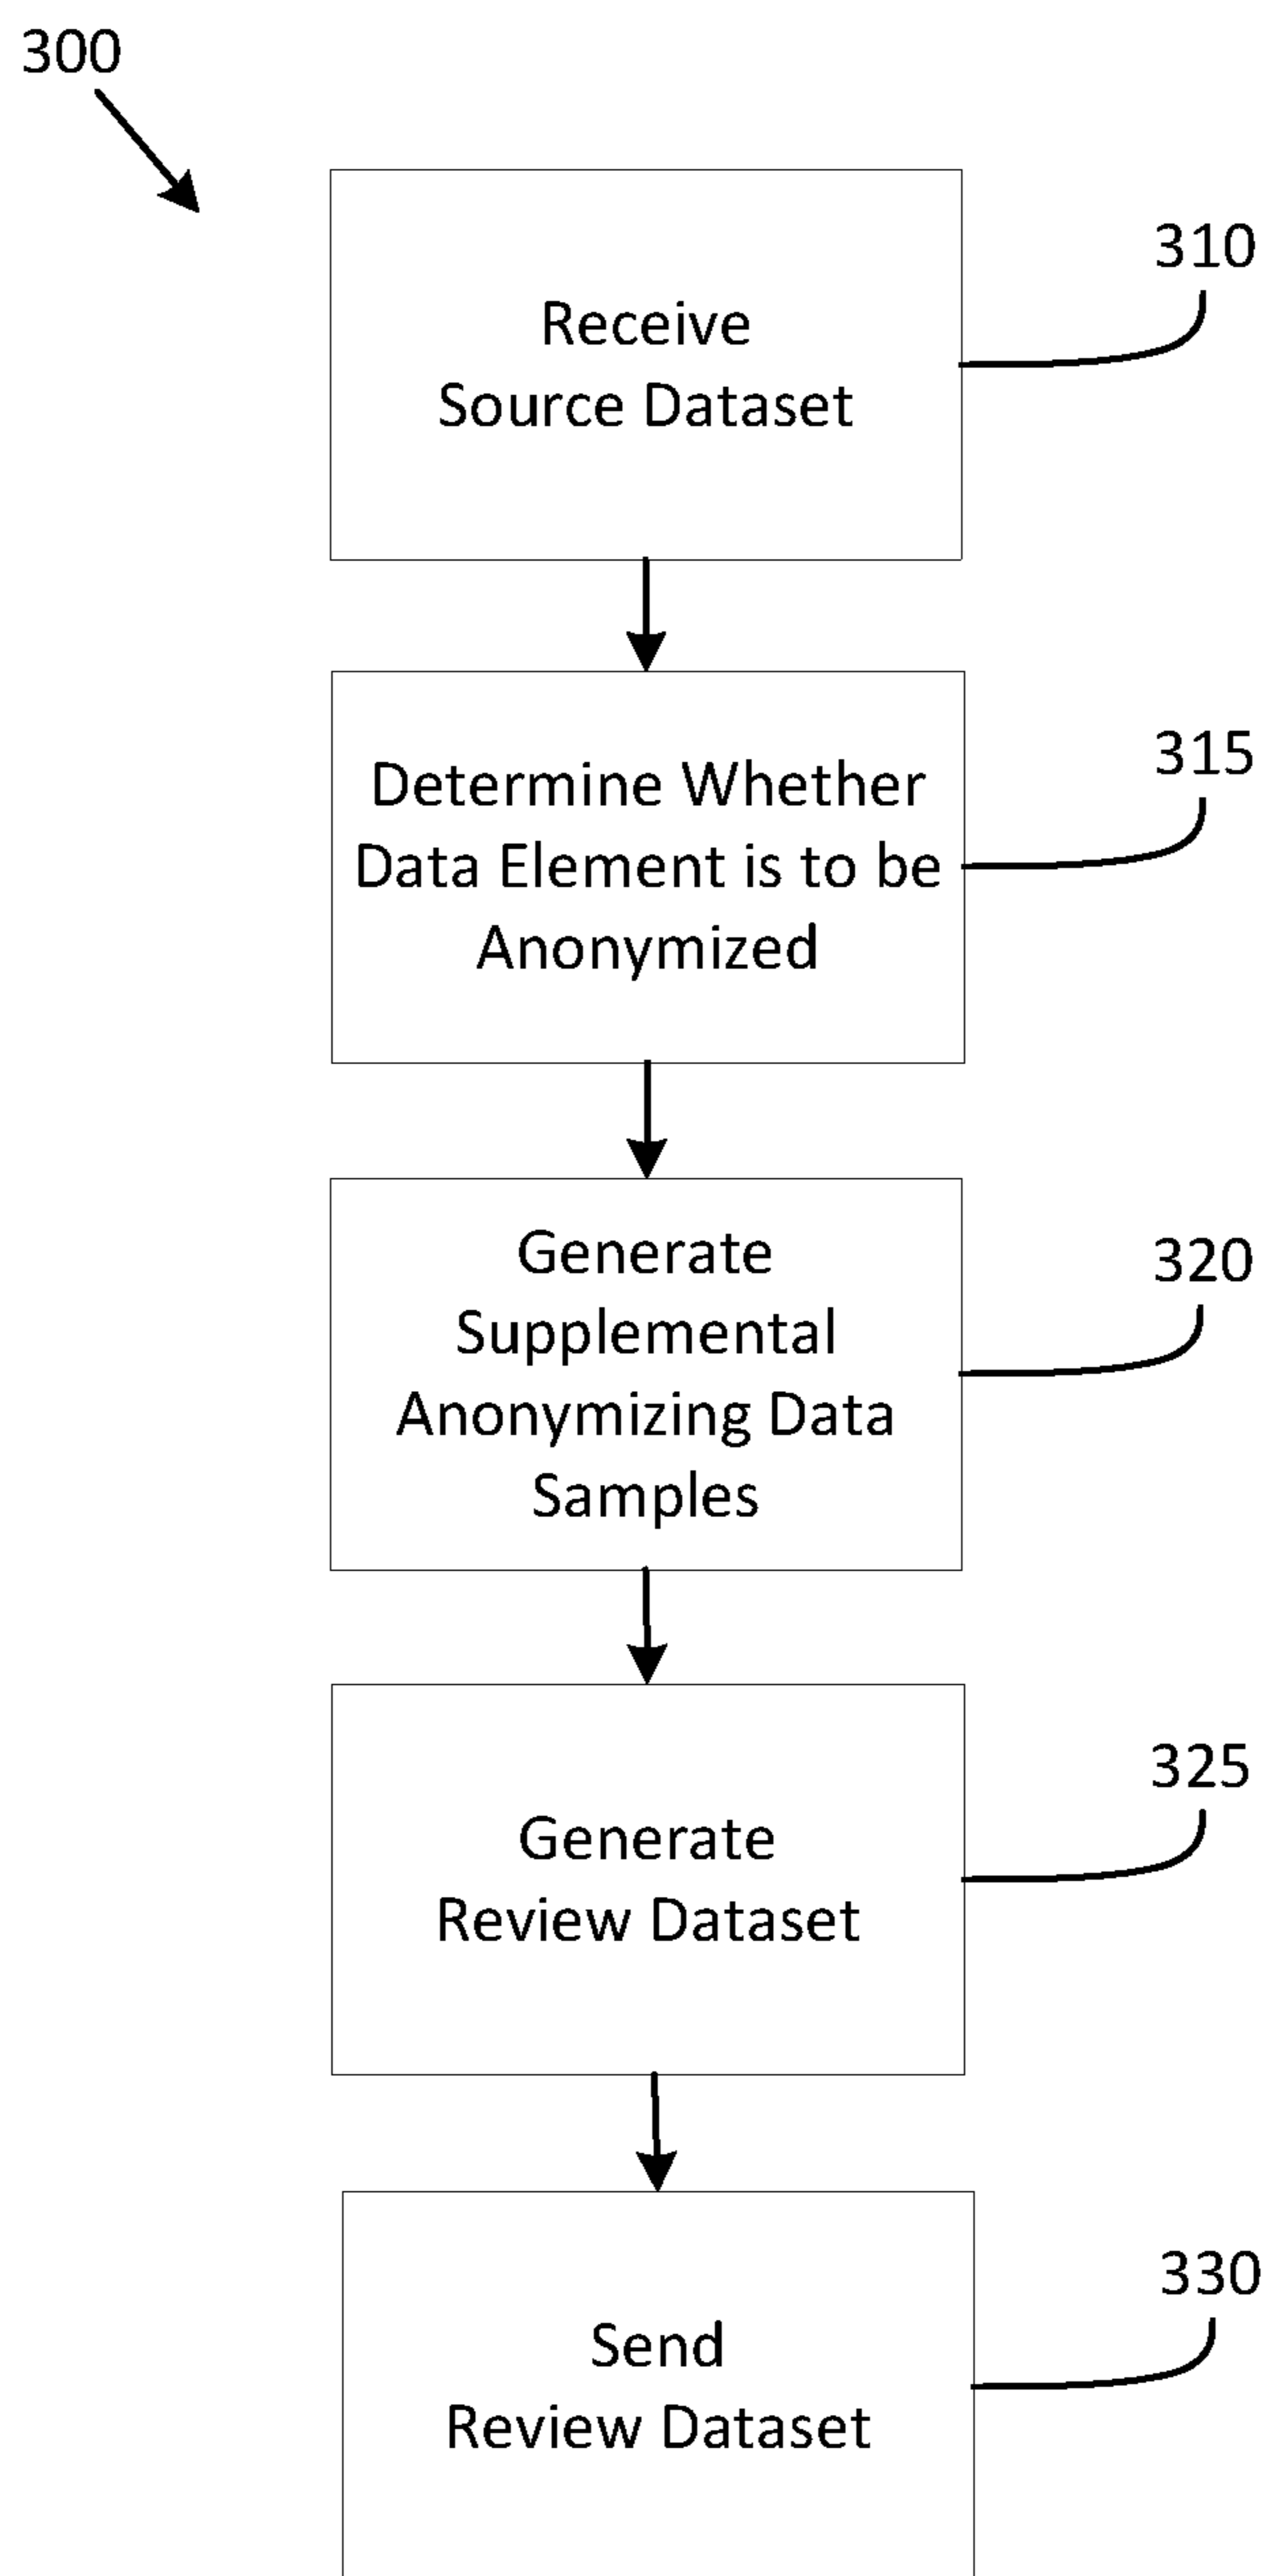 300
310
Receive
Source Dataset
315
Determine Whether
Data Element is to be
Anonymized
320
Generate
Supplemental
Anonymizing Data
Samples
325
Generate
Review Dataset
330
Send
Review Dataset